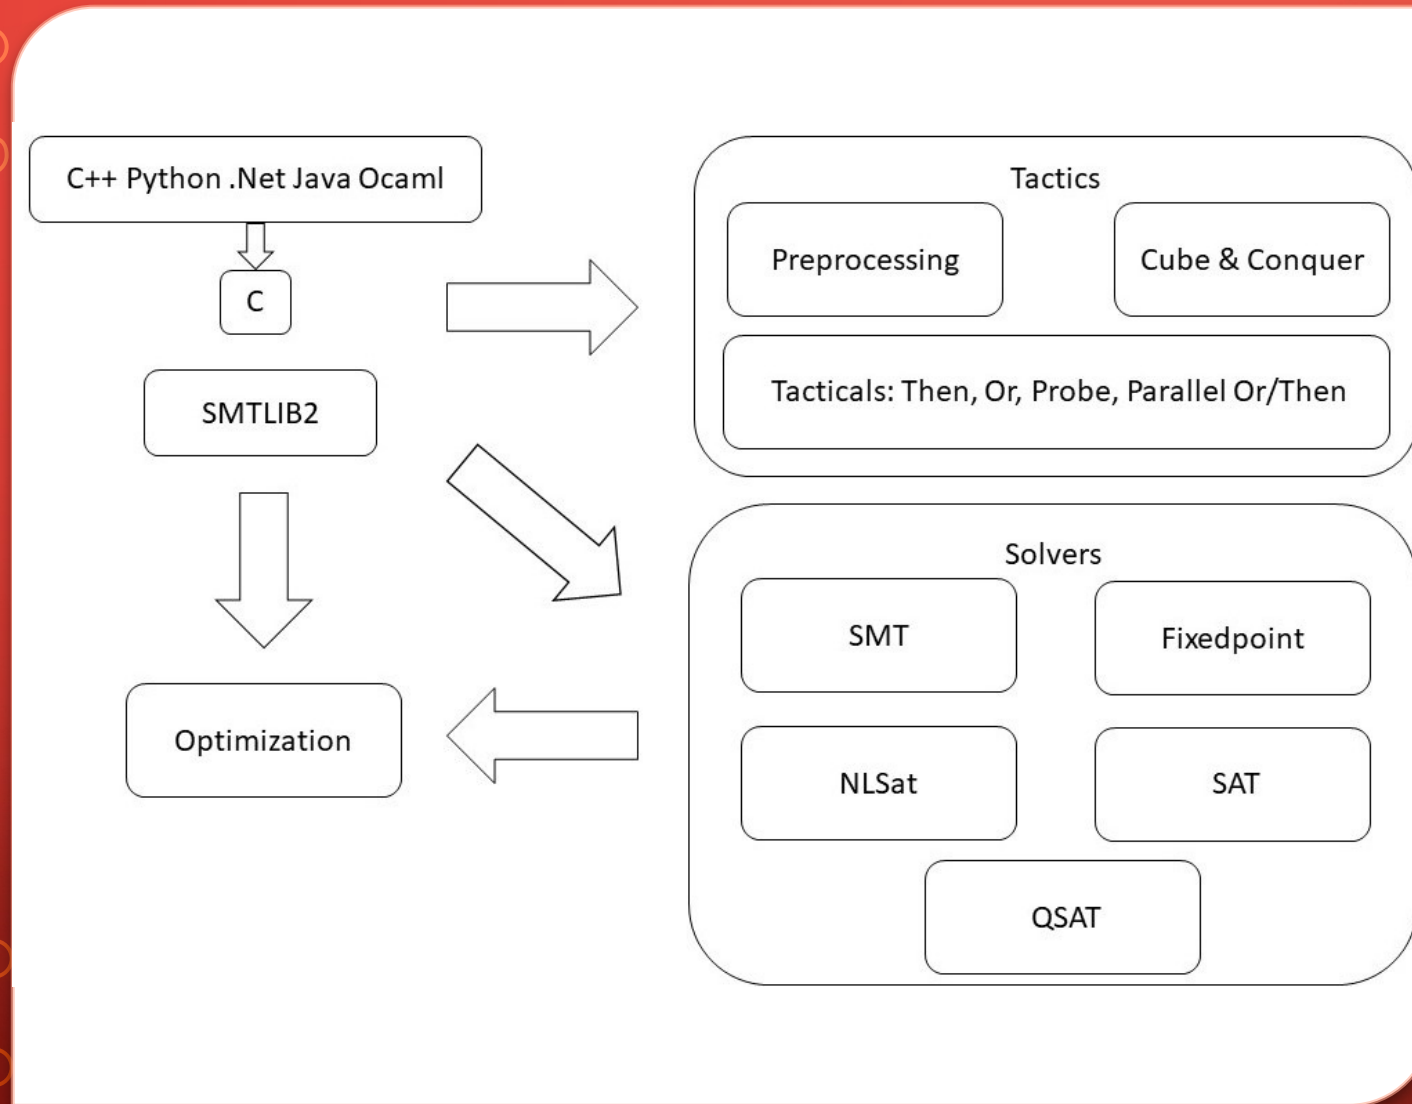 C++ Python .Net Java Ocaml
C
SMTLIB2
Optimization
Tactics
Preprocessing
Cube & Conquer
Tacticals: Then, Or, Probe, Parallel Or/Then
Solvers
SMT
Fixedpoint
NLSat
SAT
QSAT